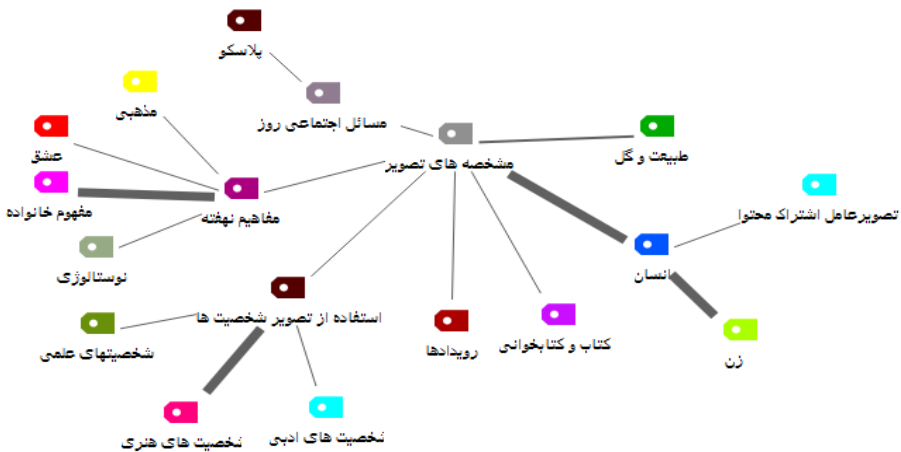 پلاسکو
مذهبی
مسائل اجتماعی روز
عشق
مشخصه های تصویر
طبیعت و گل
مفهوم خانواده
مفاهیم نهفته
تصویرعامل اشتراک محتوا
نوستالوژی
انسان
استفاده از تصویر شخصیت ها
شخصیتهای علمی
رویدادها
کتاب و کتابخوانی
زن
شخصیت های هنری
شخصیت های ادبی